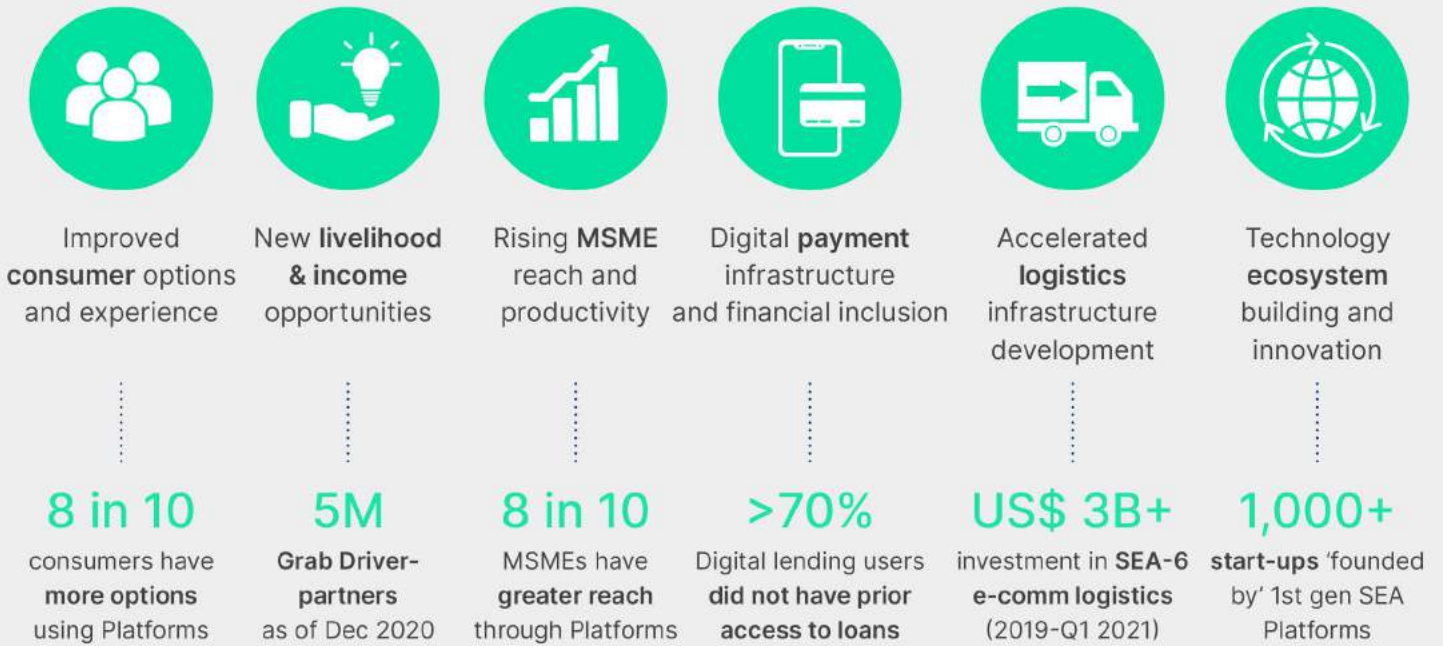 Improved
consumer options
and experience
New livelihood
& income
opportunities
Rising MSME
reach and
productivity
Digital payment
infrastructure
and financial inclusion
Accelerated
logistics
infrastructure
development
Technology
ecosystem
building and
innovation
8 in 10
consumers have
more options
using Platforms
5M
Grab Driver-
partners
as of Dec 2020
8 in 10
MSMEs have
greater reach
through Platforms
>70%
Digital lending users
did not have prior
access to loans
US$ 3B+
investment in SEA-6
e-comm logistics
(2019-Q1 2021)
1,000+
start-ups ‘founded
by’ 1st gen SEA
Platforms